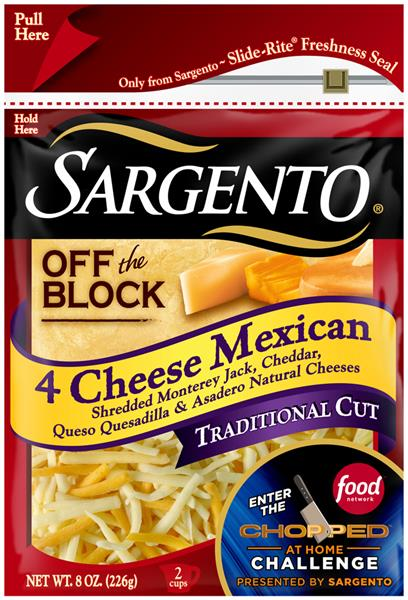 Pull
Here
Only from Sargento~ Slide-Rite® Freshness Seal
Hold
Here
SARGENTO®
OFF the
BLOCK
4 Cheese Mexican
Shredded Monterey Jack, Cheddar,
Queso Quesadilla & Asadero Natural Cheeses
TRADITIONAL CUT
food
network
ENTER
THE
CHOPPED
AT HOME
CHALLENGE
PRESENTED BY SARGENTO
NET WT. 8 OZ. (226g)
2
cups